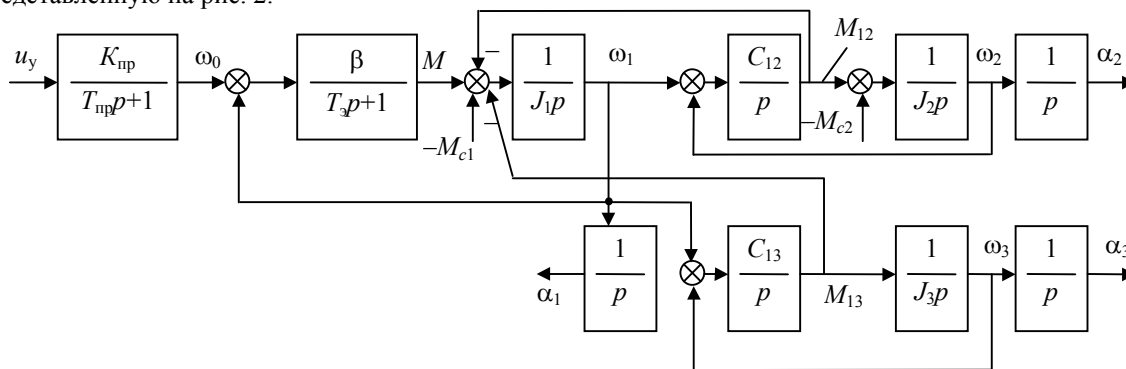 едставленную на рис. 2.
u_у K_пр ω_0 β M − M_12 ω_2 α_2
T_пр p+1 T_э p+1 1 ω_1 C_12 1 1
J_1 p p J_2 p p
−M_c1 − −M_c2
1 C_13 1 ω_3 1 α_3
α_1 p p M_13 J_3 p p